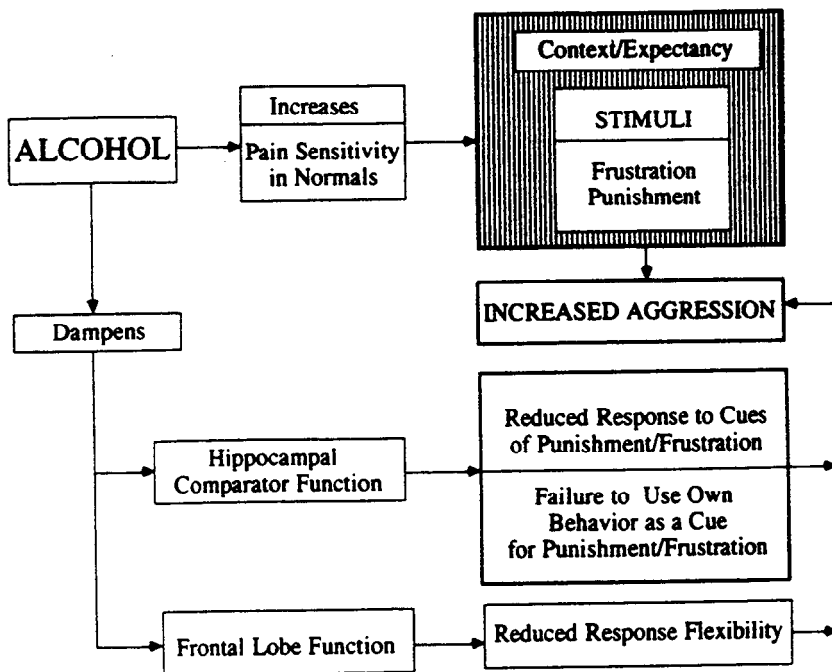 Context/Expectancy
Increases
STIMULI
ALCOHOL
Pain Sensitivity
in Normals
Frustration
Punishment
INCREASED AGGRESSION
Dampens
Reduced Response to Cues
of Punishment/Frustration
Hippocampal
Comparator Function
Failure to Use Own
Behavior as a Cue
for Punishment/Frustration
Frontal Lobe Function
Reduced Response Flexibility